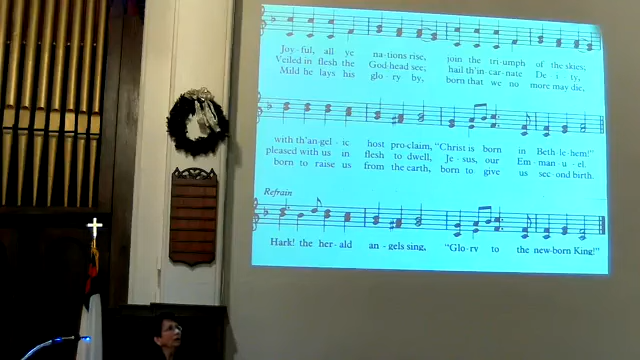 Joy - ful, all ye na - tions rise, join the tri - umph of the skies;
Veiled in flesh the God - head see; hail th'in - car - nate De - i - ty,
Mild he lays his glo - ry by, born that we no more may die,
with th'an - gel - ic host pro - claim, "Christ is born in Beth - le - hem!"
pleased with us in flesh to dwell, Je - sus, our Em - man - u - el.
born to raise us from the earth, born to give us sec - ond birth.
Refrain
Hark! the her - ald an - gels sing, "Glo - ry to the new-born King!"